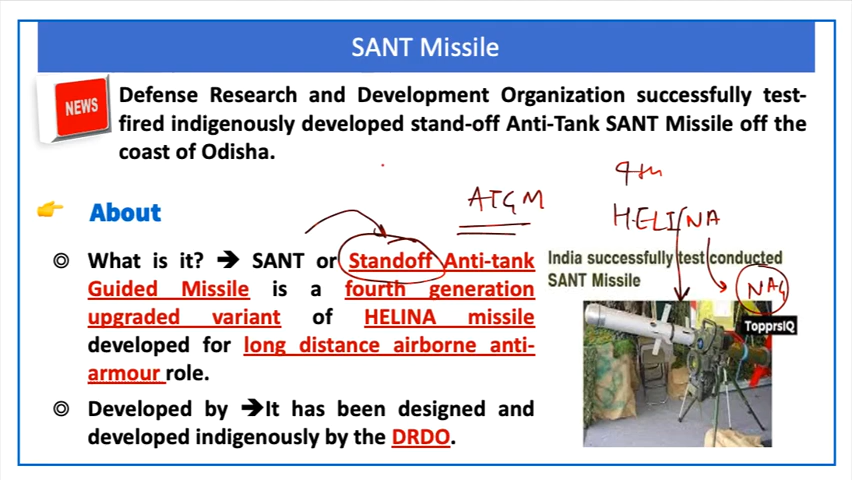 SANT Missile
NEWS
Defense Research and Development Organization successfully test-
fired indigenously developed stand-off Anti-Tank SANT Missile off the
coast of Odisha.
ATGM
4th
HELINA
About
What is it? ➔ SANT or Standoff Anti-tank
Guided Missile is a fourth generation
upgraded variant of HELINA missile
developed for long distance airborne anti-
armour role.
Developed by ➔It has been designed and
developed indigenously by the DRDO.
India successfully test conducted
SANT Missile
NAG
TopprsIQ